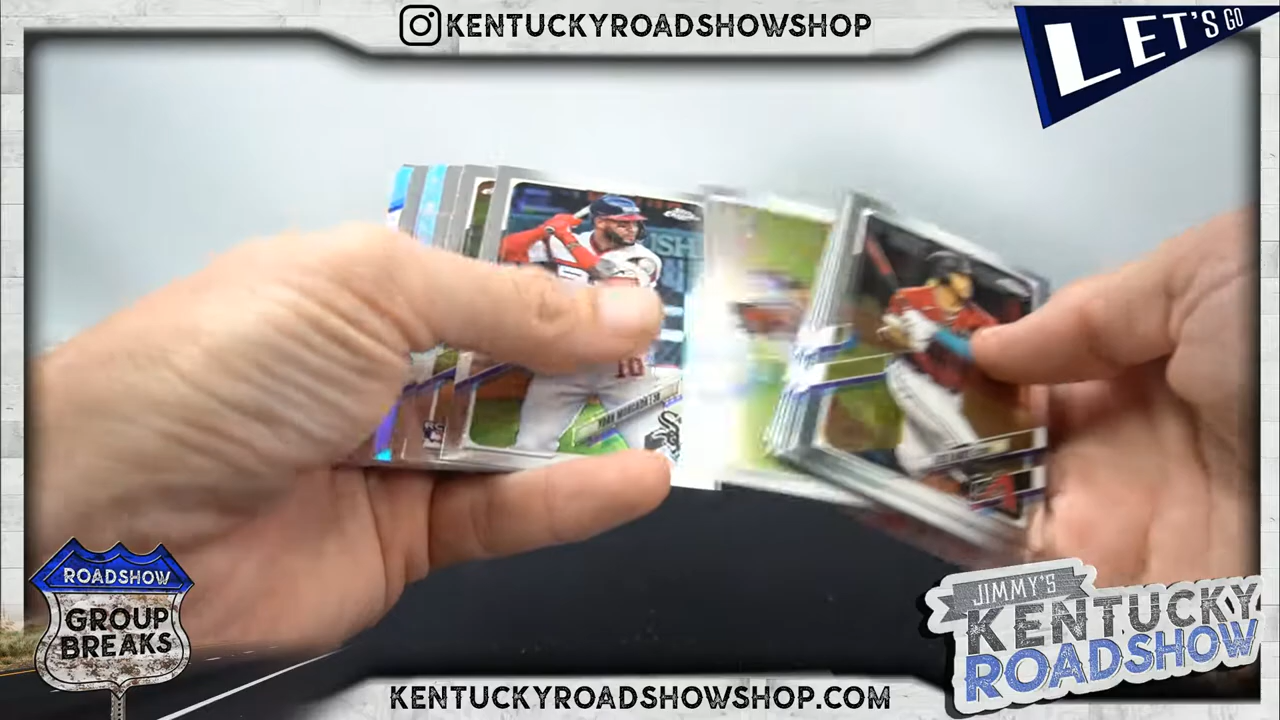 KENTUCKYROADSHOWSHOP
LET'S GO
ROADSHOW
GROUP
BREAKS
JIMMY'S
KENTUCKY
ROADSHOW
KENTUCKYROADSHOWSHOP.COM